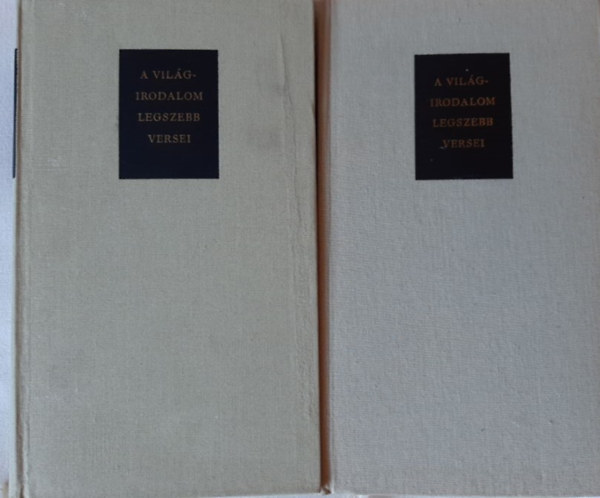 A VILÁG-
IRODALOM
LEGSZEBB
VERSEI
A VILÁG-
IRODALOM
LEGSZEBB
VERSEI